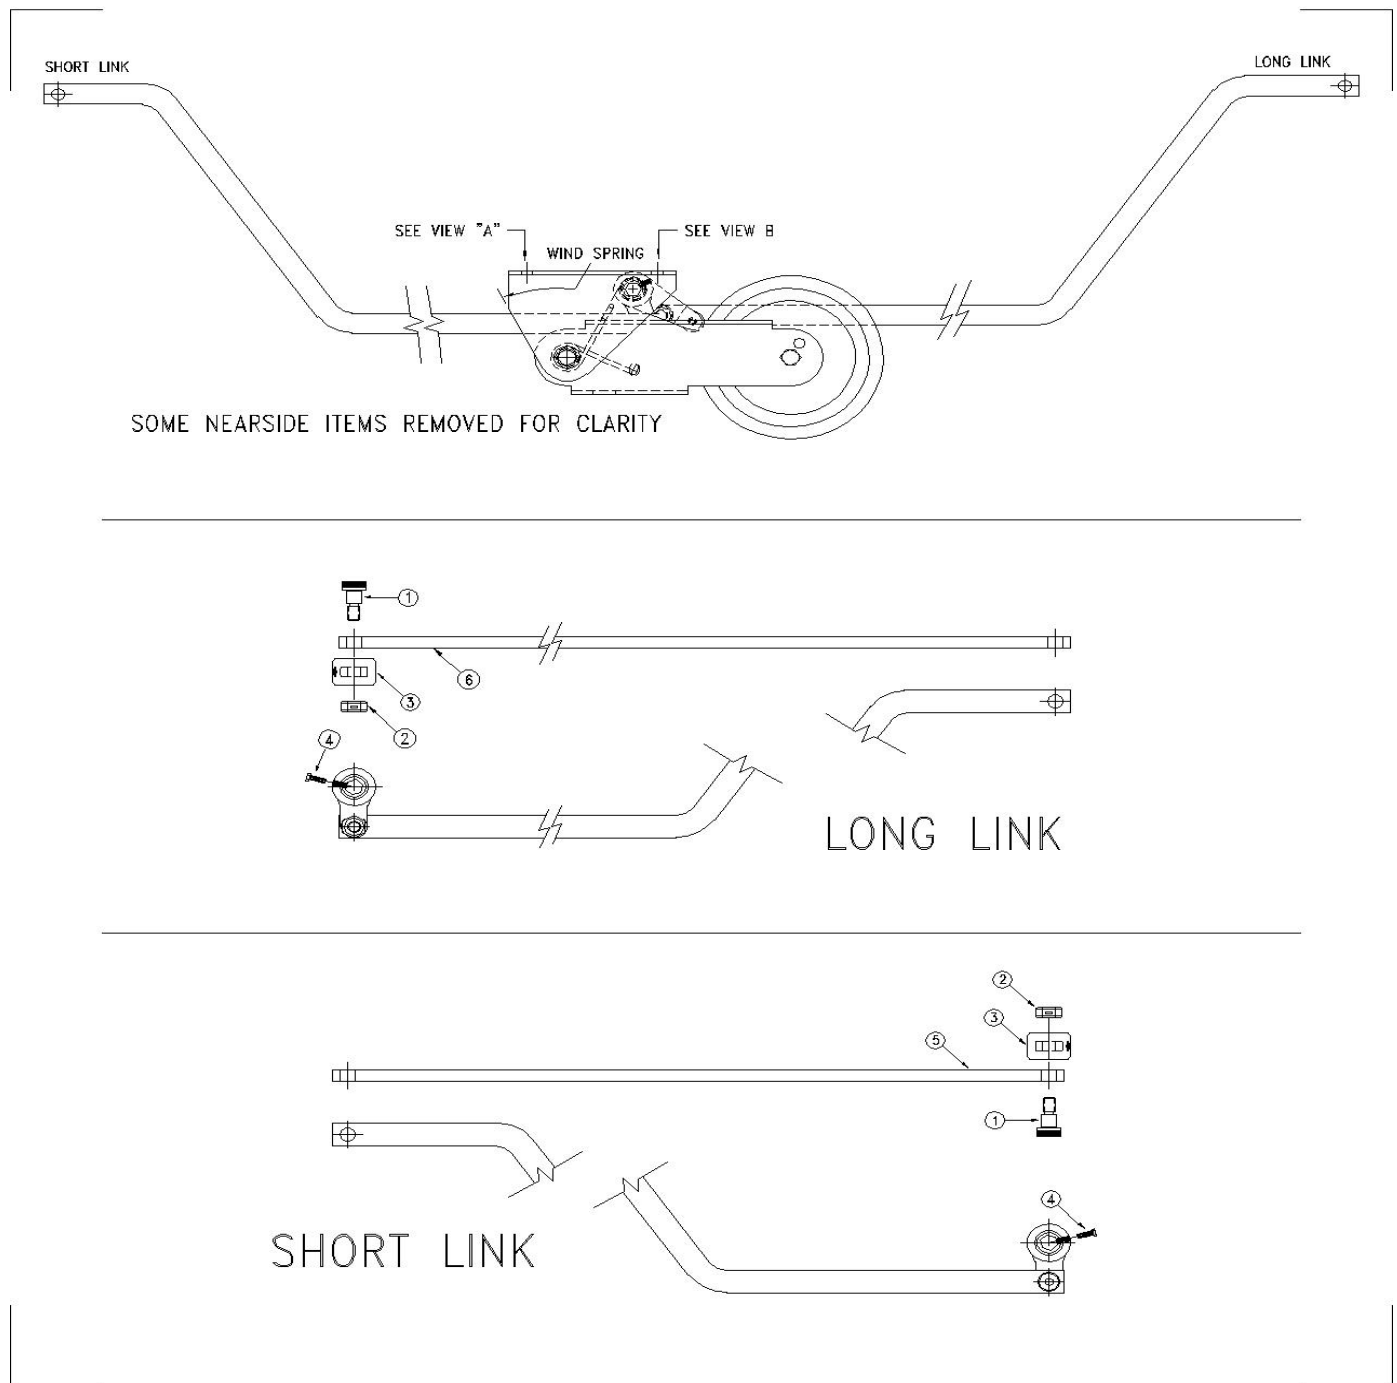 SHORT LINK
LONG LINK
SEE VIEW "A"
SEE VIEW B
WIND SPRING
SOME NEARSIDE ITEMS REMOVED FOR CLARITY
1
6
3
2
4
LONG LINK
2
3
5
1
4
SHORT LINK